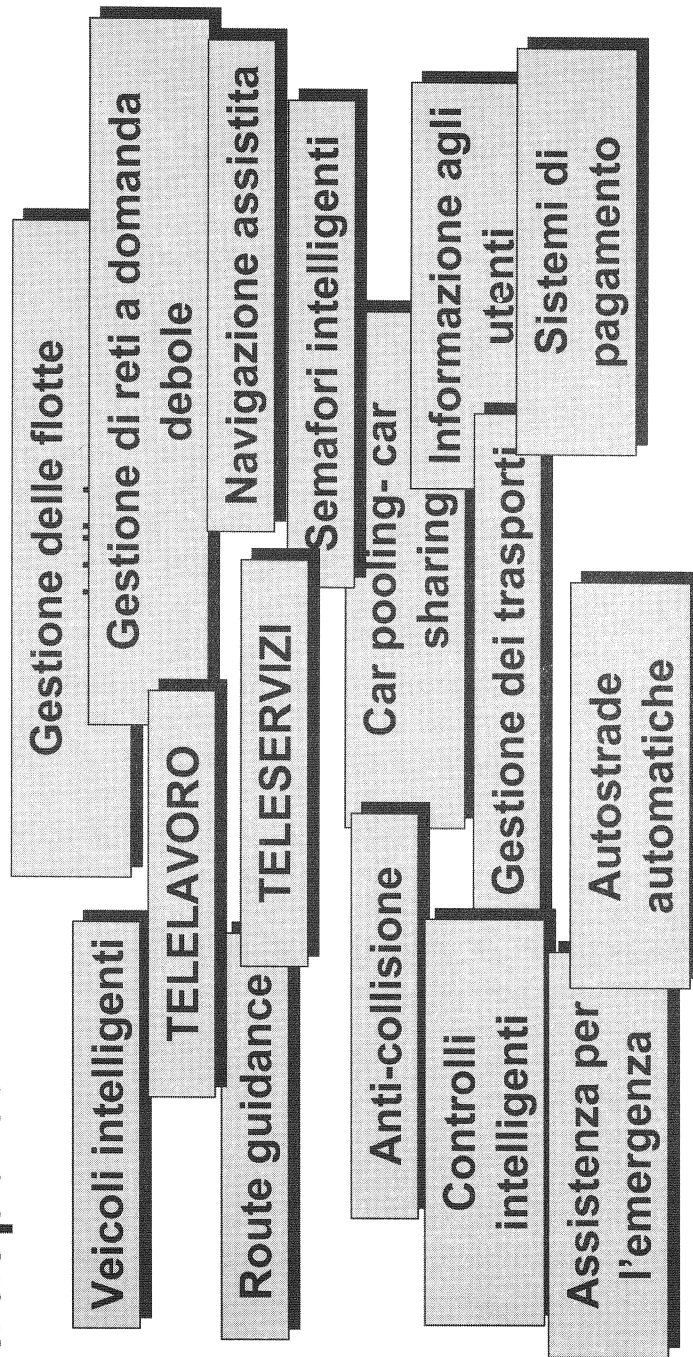 Gestione delle flotte
Gestione di reti a domanda
debole
Navigazione assistita
Semafori intelligenti
Veicoli intelligenti
TELELAVORO
Route guidance
TELESERVIZI
Car pooling- car
sharing
Informazione agli
utenti
Sistemi di
pagamento
Gestione dei trasporti
Anti-collisione
Controlli
intelligenti
Assistenza per
l'emergenza
Autostrade
automatiche